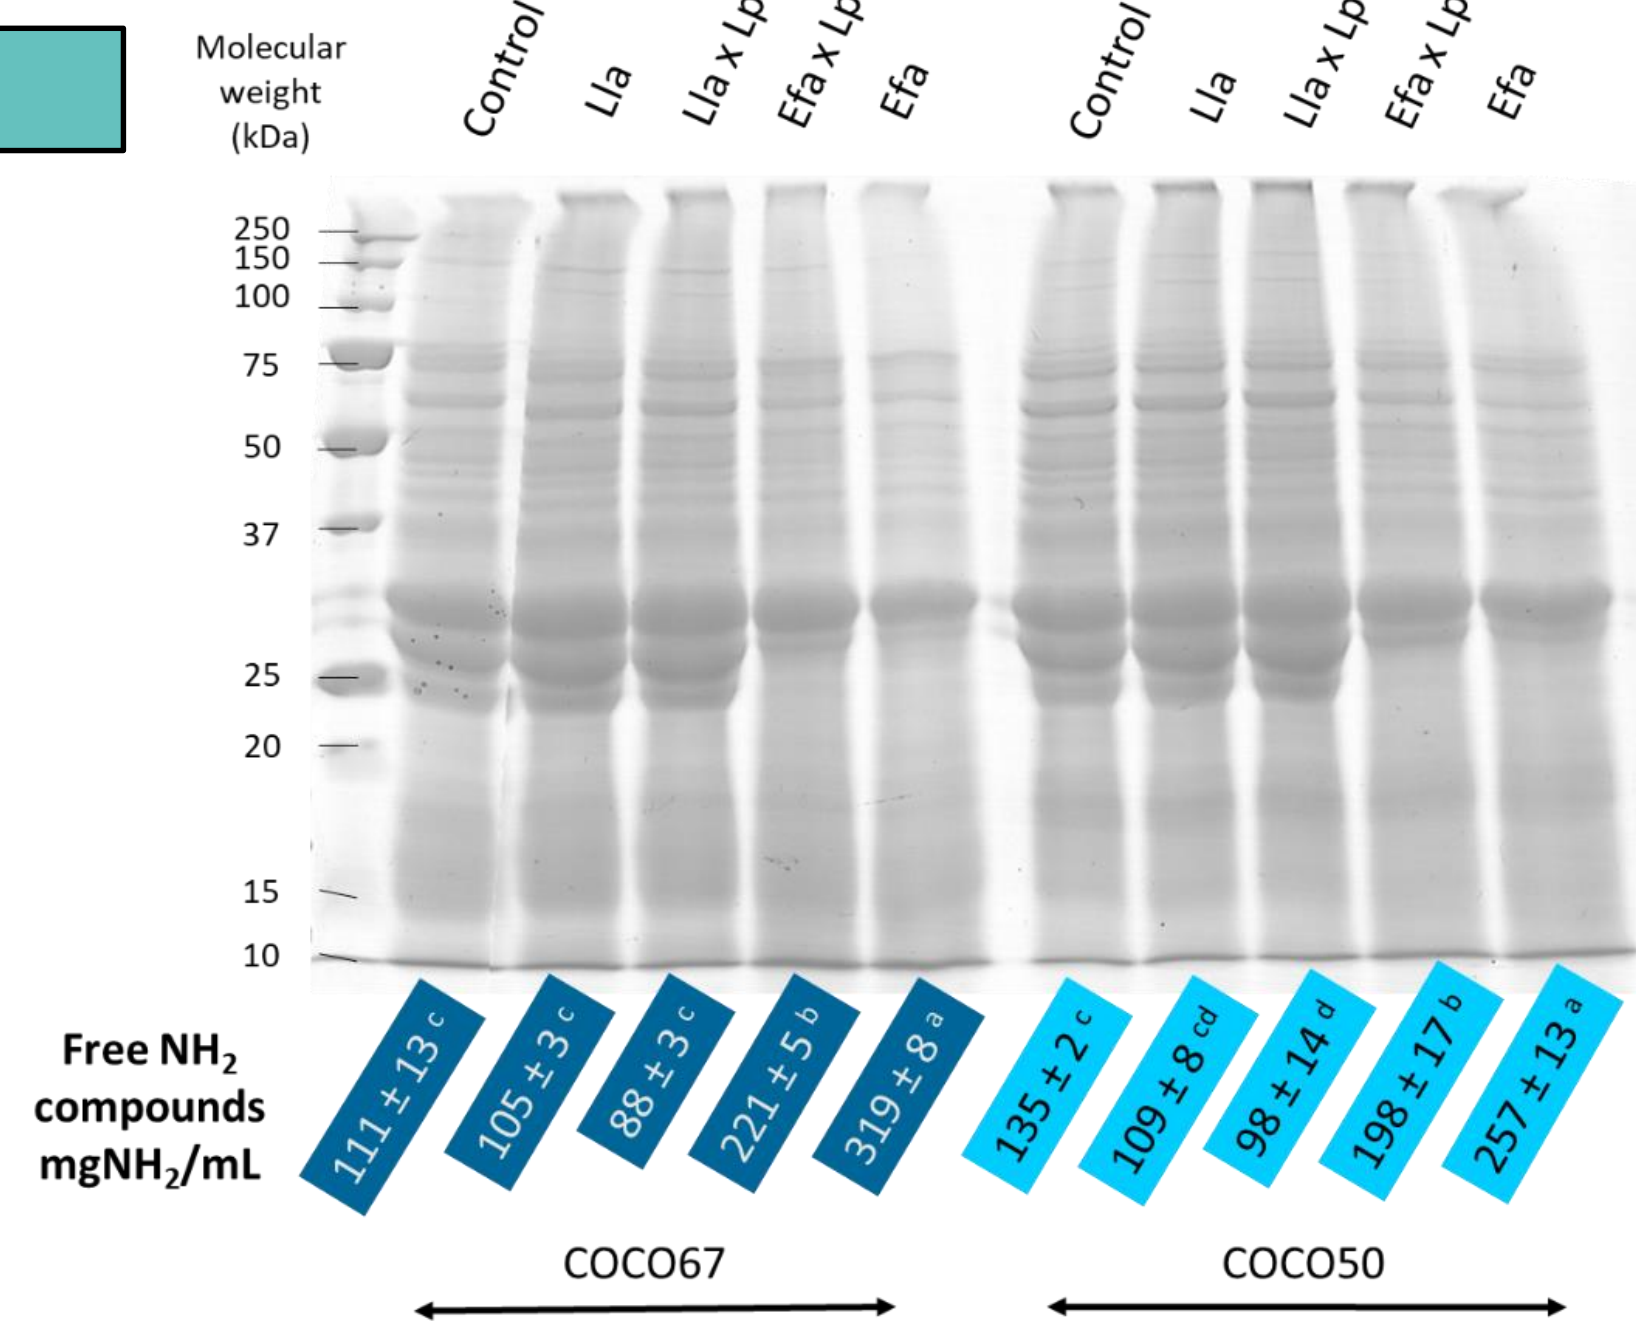 Molecular
weight
(kDa)
Control
Lla
Lla x Lp
Efa x Lp
Efa
Control
Lla
Lla x Lp
Efa x Lp
Efa
250
150
100
75
50
37
25
20
15
10
Free NH₂
compounds
mgNH₂/mL
111 ± 13 ᶜ
105 ± 3 ᶜ
88 ± 3 ᶜ
221 ± 5 ᵇ
319 ± 8 ᵃ
135 ± 2 ᶜ
109 ± 8 ᶜᵈ
98 ± 14 ᵈ
198 ± 17 ᵇ
257 ± 13 ᵃ
COCO67
COCO50